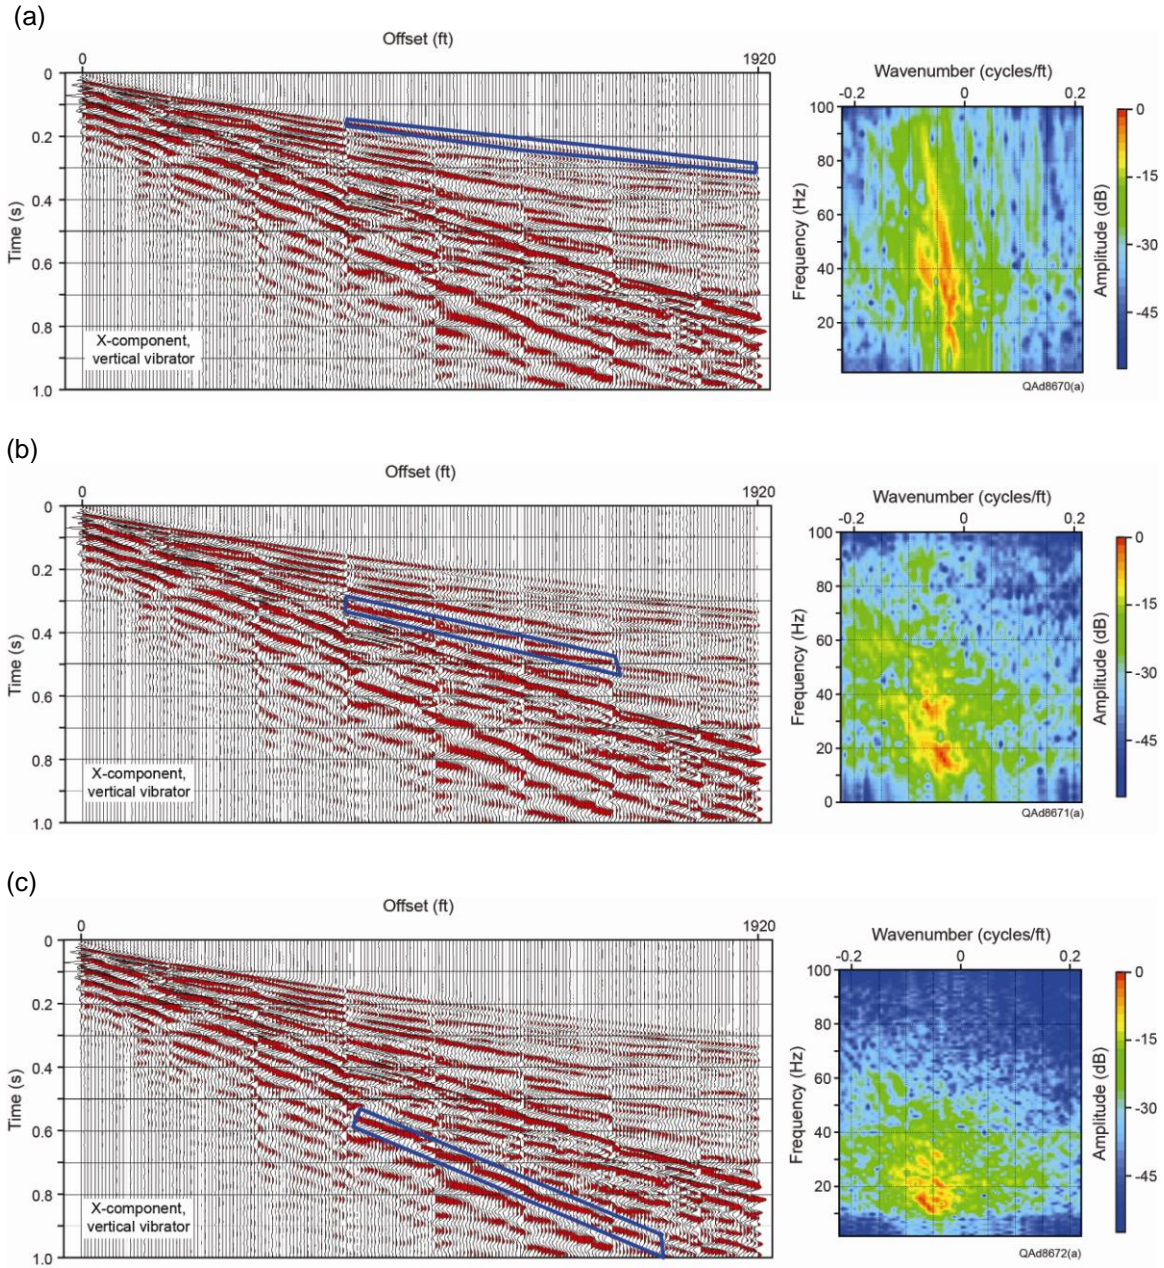 (a)
Offset (ft)
0 1920
0
0.2
0.4
0.6
0.8
1.0
Time (s)
X-component,
vertical vibrator
Wavenumber (cycles/ft)
-0.2 0 0.2
100
80
60
40
20
Frequency (Hz)
0
-15
-30
-45
Amplitude (dB)
QAd8670(a)
(b)
Offset (ft)
0 1920
0
0.2
0.4
0.6
0.8
1.0
Time (s)
X-component,
vertical vibrator
Wavenumber (cycles/ft)
-0.2 0 0.2
100
80
60
40
20
0
Frequency (Hz)
0
-15
-30
-45
Amplitude (dB)
QAd8671(a)
(c)
Offset (ft)
0 1920
0
0.2
0.4
0.6
0.8
1.0
Time (s)
X-component,
vertical vibrator
Wavenumber (cycles/ft)
-0.2 0 0.2
100
80
60
40
20
Frequency (Hz)
0
-15
-30
-45
Amplitude (dB)
QAd8672(a)